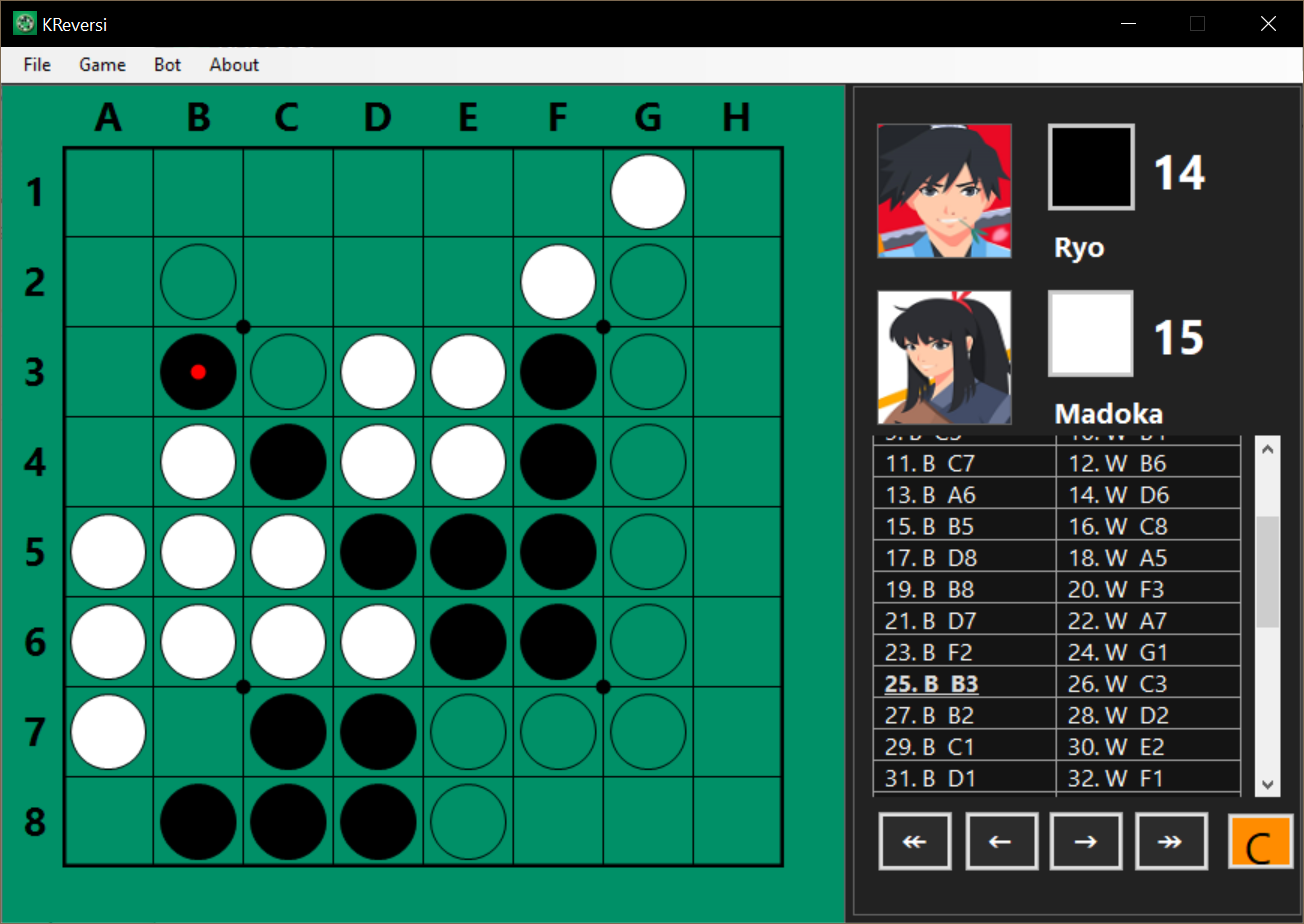 KReversi
File Game Bot About
A B C D E F G H
1
2
3
4
5
6
7
8
14
Ryo
15
Madoka
11. B C7 12. W B6
13. B A6 14. W D6
15. B B5 16. W C8
17. B D8 18. W A5
19. B B8 20. W F3
21. B D7 22. W A7
23. B F2 24. W G1
25. B B3 26. W C3
27. B B2 28. W D2
29. B C1 30. W E2
31. B D1 32. W F1
C